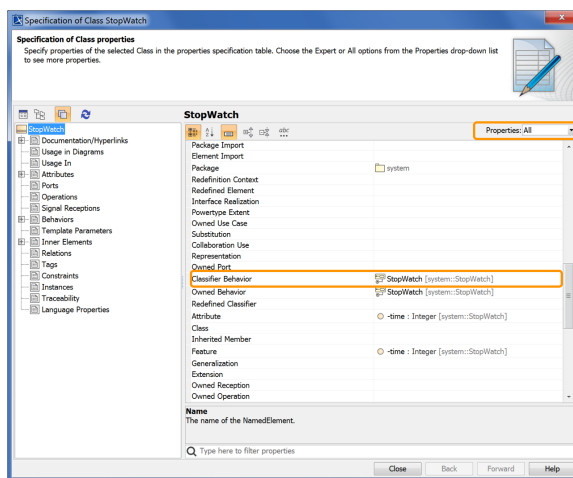 Specification of Class StopWatch
Specification of Class properties
Specify properties of the selected Class in the properties specification table. Choose the Expert or All options from the Properties drop-down list
to see more properties.
StopWatch
Documentation/Hyperlinks
Usage in Diagrams
Usage In
Attributes
Ports
Operations
Signal Receptions
Behaviors
Template Parameters
Inner Elements
Relations
Tags
Constraints
Instances
Traceability
Language Properties
StopWatch
Properties: All
Package Import
Element Import
Package system
Redefinition Context
Redefined Element
Interface Realization
Powertype Extent
Owned Use Case
Substitution
Collaboration Use
Representation
Owned Port
Classifier Behavior StopWatch [system::StopWatch]
Owned Behavior StopWatch [system::StopWatch]
Redefined Classifier
Attribute -time : Integer [system::StopWatch]
Class
Inherited Member
Feature -time : Integer [system::StopWatch]
Generalization
Extension
Owned Reception
Owned Operation
Name
The name of the NamedElement.
Type here to filter properties
Close Back Forward Help